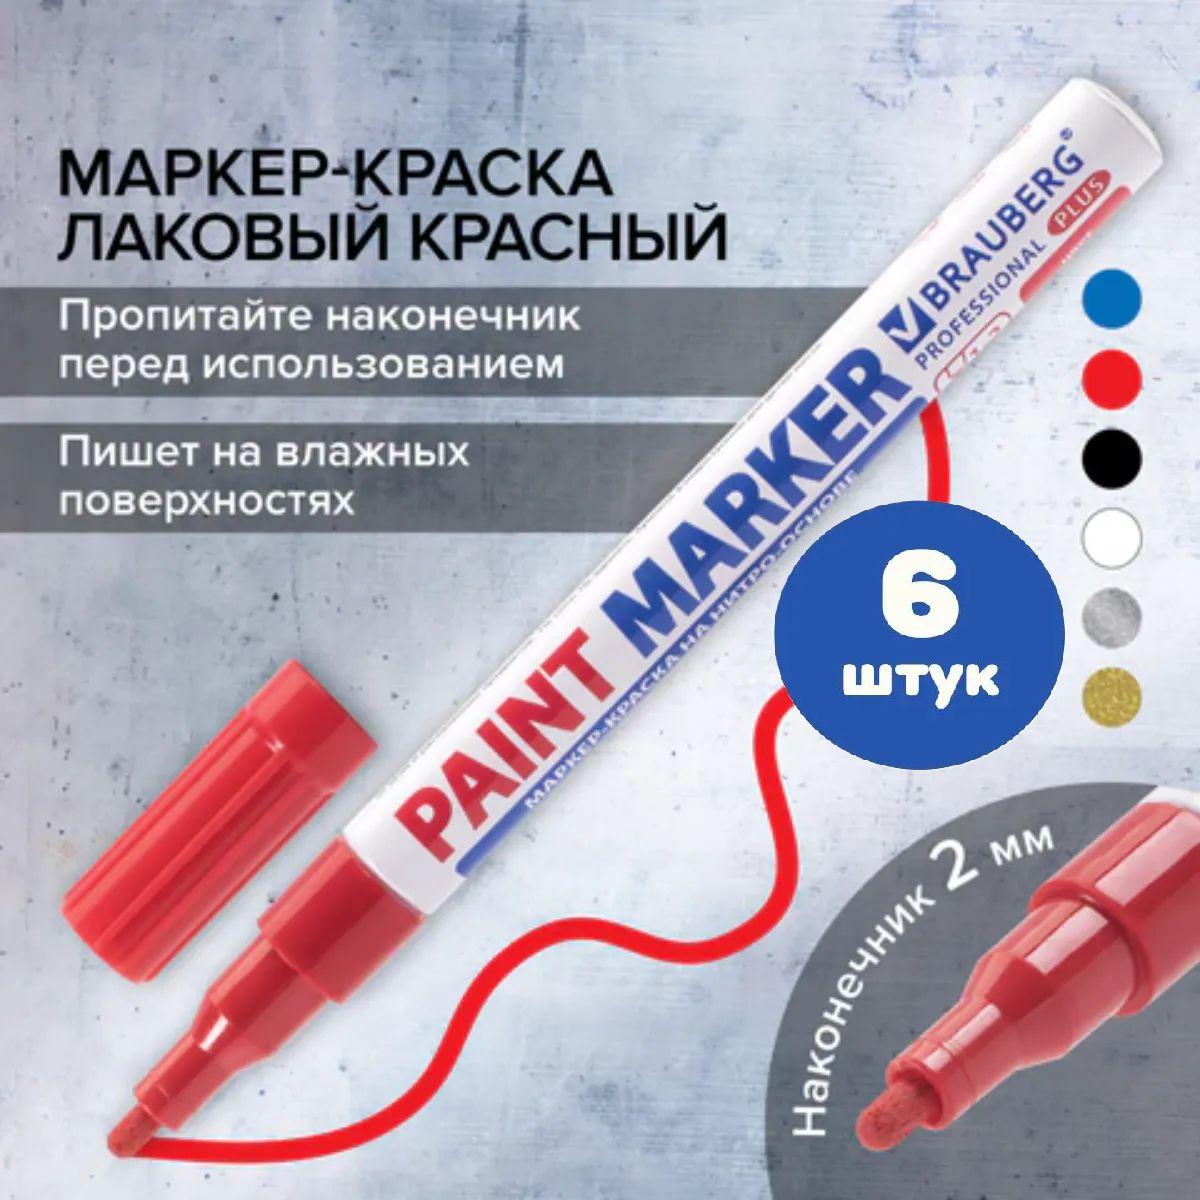 МАРКЕР-КРАСКА
ЛАКОВЫЙ КРАСНЫЙ
Пропитайте наконечник
перед использованием
Пишет на влажных
поверхностях
BRAUBERG®
PROFESSIONAL PLUS
PAINT MARKER
МАРКЕР-КРАСКА НА НИТРО-ОСНОВЕ
6
штук
Наконечник 2 мм